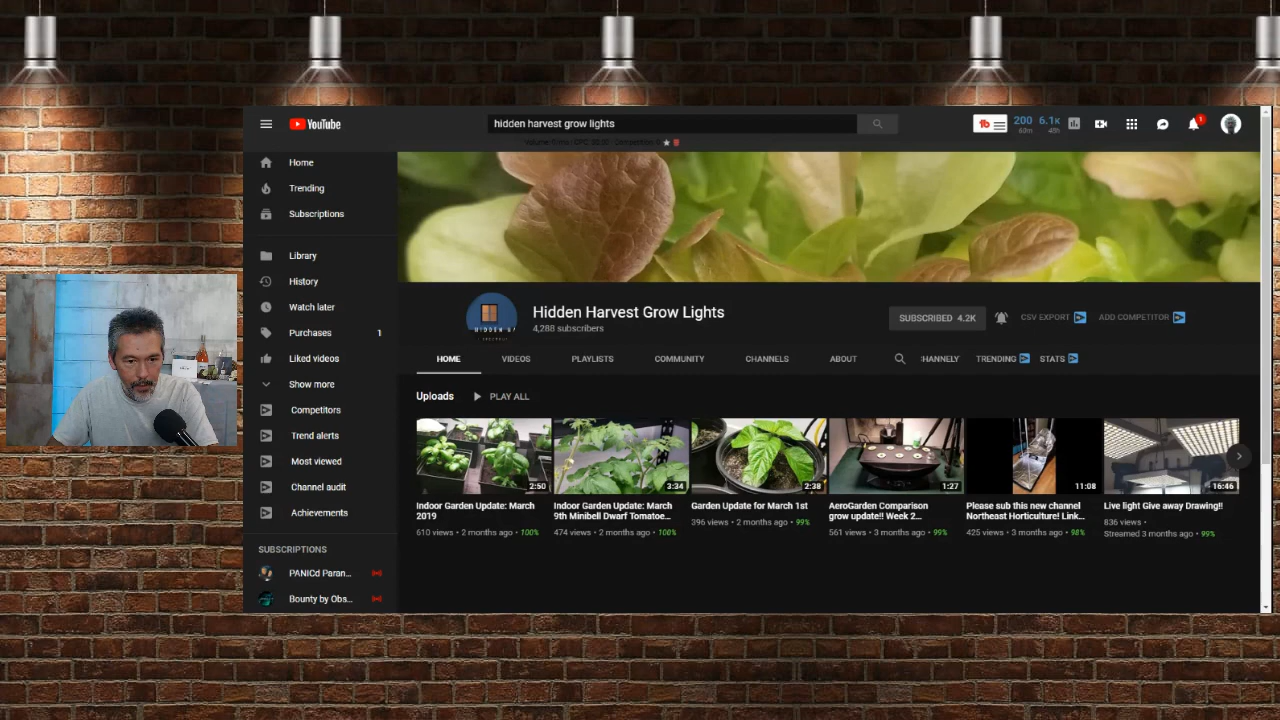 YouTube
hidden harvest grow lights
200 6.1k
60m 48h
1
Home
Trending
Subscriptions
Library
History
Watch later
Purchases 1
Liked videos
Show more
Competitors
Trend alerts
Most viewed
Channel audit
Achievements
SUBSCRIPTIONS
PANICd Paran...
Bounty by Obs...
Hidden Harvest Grow Lights
4,288 subscribers
SUBSCRIBED 4.2K
CSV EXPORT
ADD COMPETITOR
HOME VIDEOS PLAYLISTS COMMUNITY CHANNELS ABOUT HANNELY TRENDING STATS
Uploads PLAY ALL
2:50
Indoor Garden Update: March
2019
610 views • 2 months ago • 100%
3:34
Indoor Garden Update: March
9th Minibell Dwarf Tomatoe...
474 views • 2 months ago • 100%
2:38
Garden Update for March 1st
396 views • 2 months ago • 99%
1:27
AeroGarden Comparison
grow update!! Week 2...
561 views • 3 months ago • 99%
11:08
Please sub this new channel
Northeast Horticulture! Link...
425 views • 3 months ago • 98%
16:46
Live light Give away Drawing!!
836 views •
Streamed 3 months ago • 99%